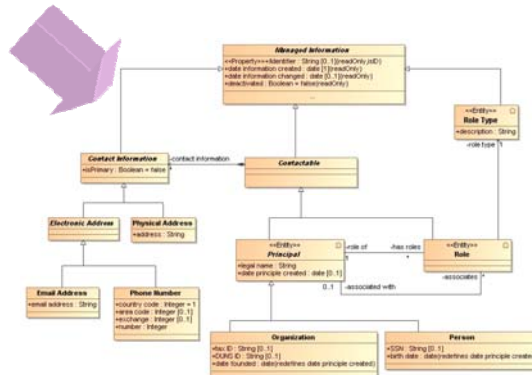 Managed Information
<<Property>>+Identifier : String [0..1]{readOnly,isID}
+date information created : date [1]{readOnly}
+date information changed : date [0..1]{readOnly}
+deactivated : Boolean = false{readOnly}
...
<<Entity>>
Role Type
+description : String
-role type
1
Contact Information
+isPrimary : Boolean = false
-contact information
*
Contactable
Electronic Address
Physical Address
+address : String
<<Entity>>
Principal
+legal name : String
+date principle created : date [0..1]
-role of
1
-has roles
*
<<Entity>>
Role
-associates
*
0..1
-associated with
Email Address
+email address : String
Phone Number
+country code : Integer = 1
+area code : Integer [0..1]
+exchange : Integer [0..1]
+number : Integer
<<Entity>>
Organization
+tax ID : String [0..1]
+DUNS ID : String [0..1]
+date founded : date{redefines date principle created}
<<Entity>>
Person
+SSN : String [0..1]
+birth date : date{redefines date principle created}